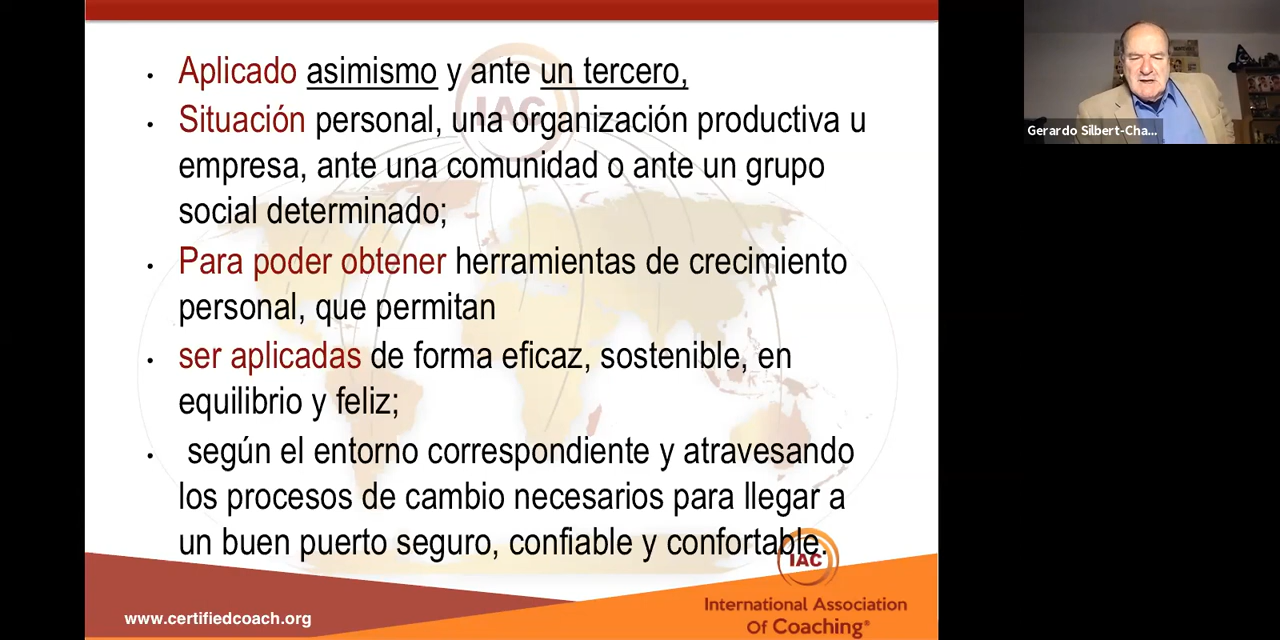 • Aplicado asimismo y ante un tercero,
• Situación personal, una organización productiva u
empresa, ante una comunidad o ante un grupo
social determinado;
• Para poder obtener herramientas de crecimiento
personal, que permitan
• ser aplicadas de forma eficaz, sostenible, en
equilibrio y feliz;
• según el entorno correspondiente y atravesando
los procesos de cambio necesarios para llegar a
un buen puerto seguro, confiable y confortable.
IAC
IAC
International Association
Of Coaching®
www.certifiedcoach.org
Gerardo Silbert-Cha...